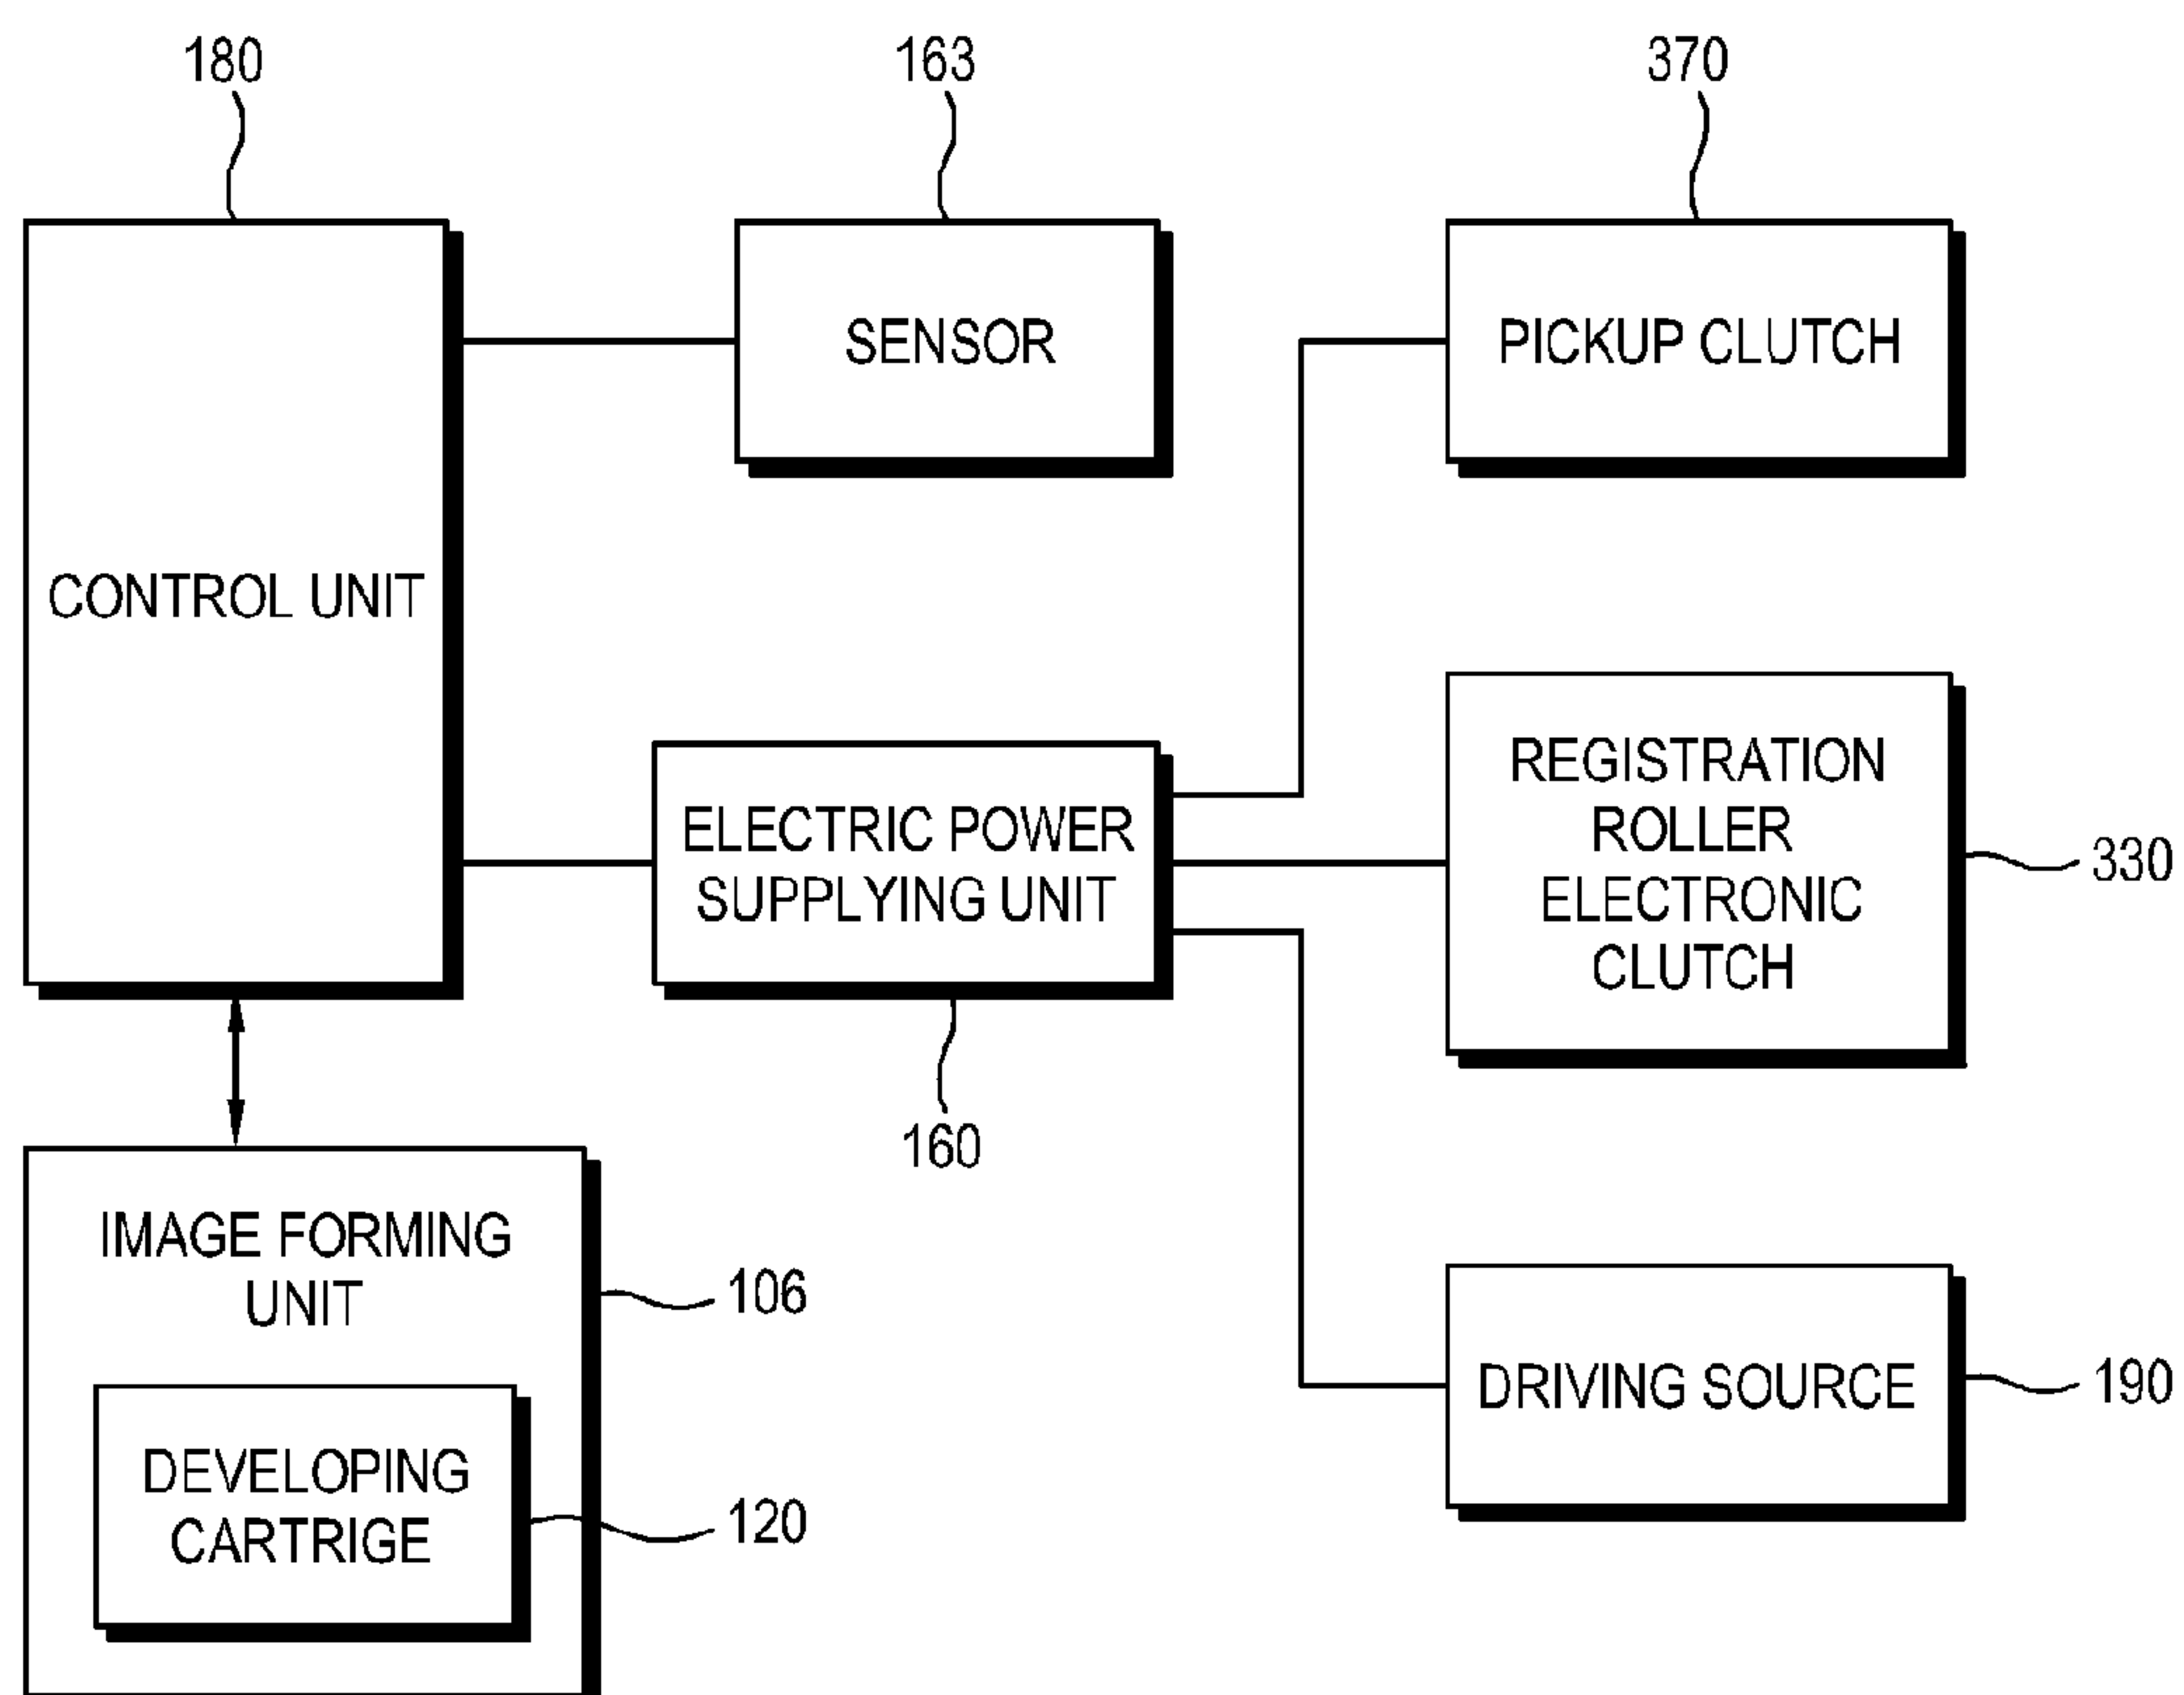 180
163
370
CONTROL UNIT
SENSOR
PICKUP CLUTCH
ELECTRIC POWER
SUPPLYING UNIT
160
REGISTRATION
ROLLER
ELECTRONIC
CLUTCH
330
IMAGE FORMING
UNIT
106
DEVELOPING
CARTRIGE
120
DRIVING SOURCE
190